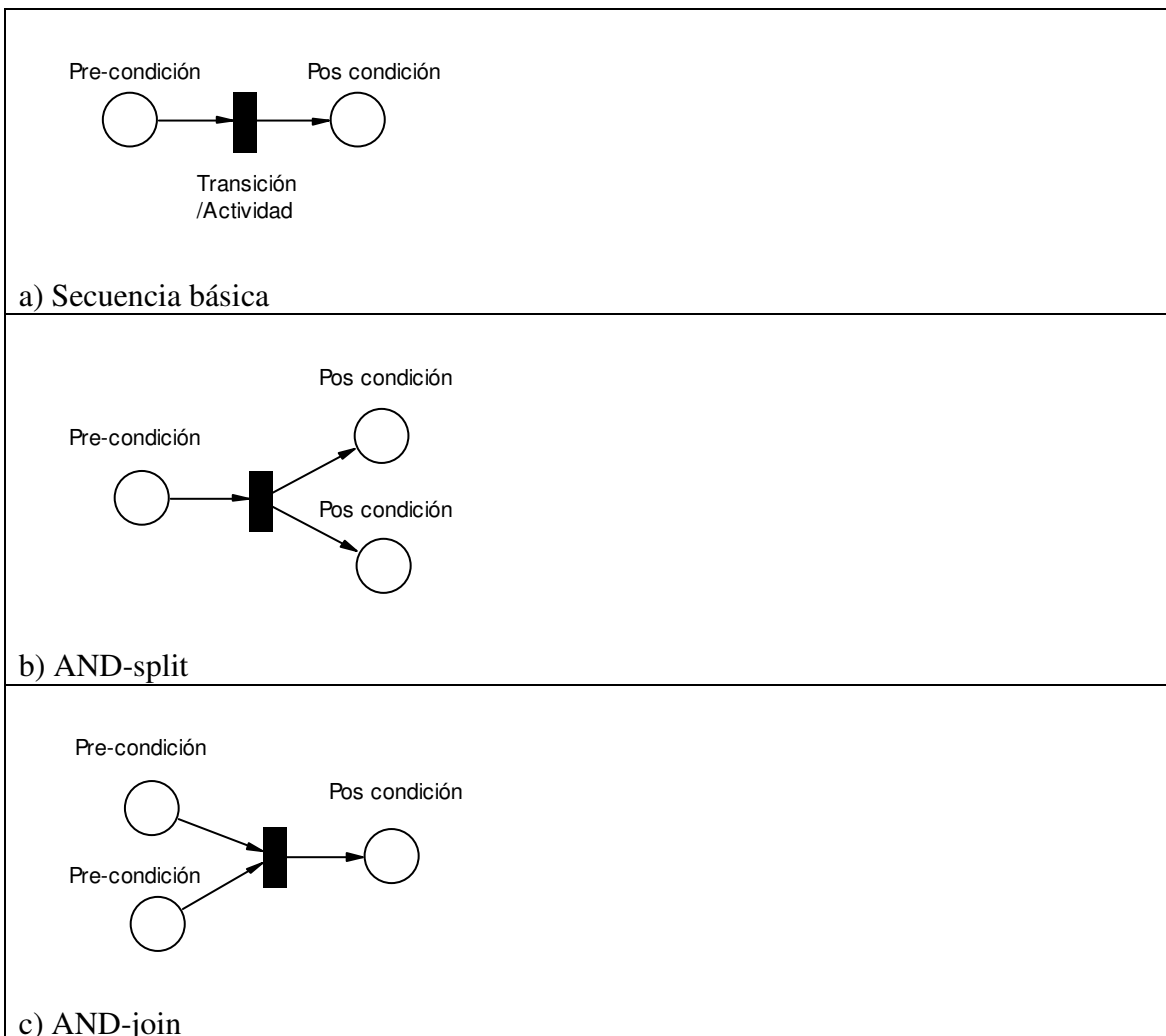 Pre-condición Pos condición
Transición
/Actividad
a) Secuencia básica
Pos condición
Pre-condición
Pos condición
b) AND-split
Pre-condición
Pos condición
Pre-condición
c) AND-join